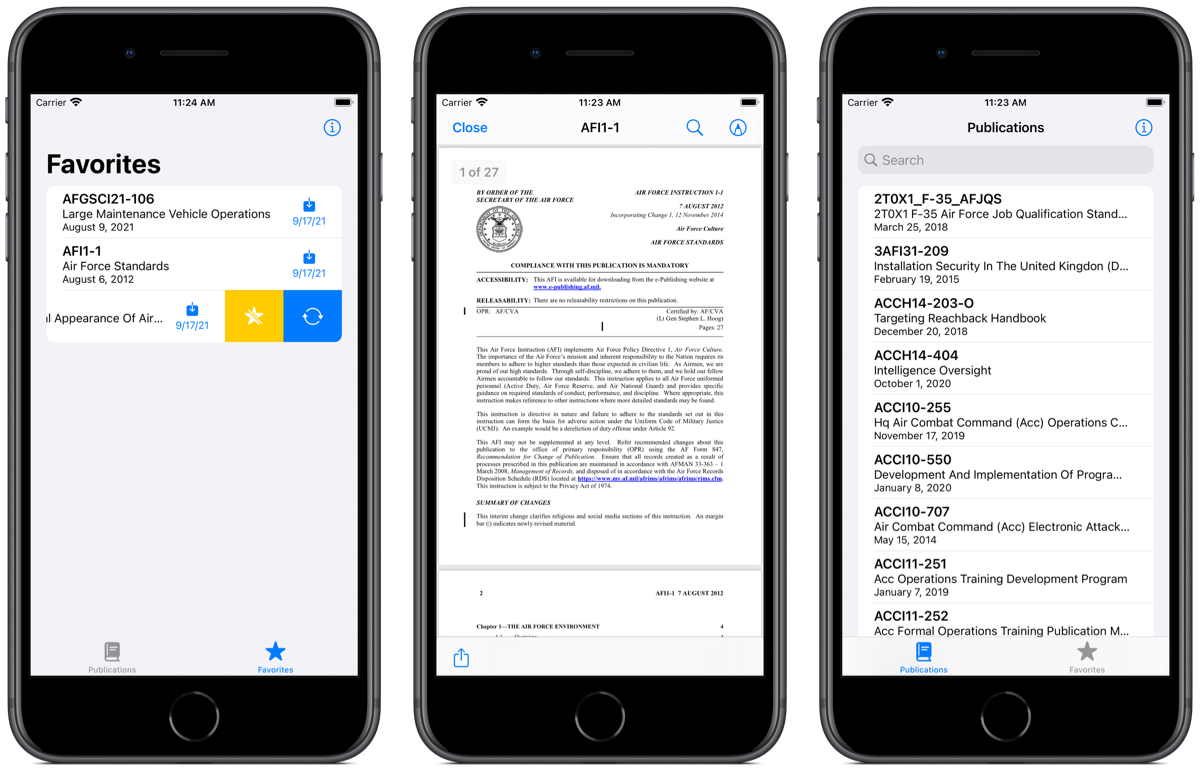 Carrier 11:24 AM
Favorites
AFGSCI21-106
Large Maintenance Vehicle Operations
August 9, 2021
9/17/21
AFI1-1
Air Force Standards
August 6, 2012
9/17/21
l Appearance Of Air...
9/17/21
Publications
Favorites
Carrier 11:23 AM
Close AFI1-1
1 of 27
BY ORDER OF THE
SECRETARY OF THE AIR FORCE
AIR FORCE INSTRUCTION 1-1
7 AUGUST 2012
Incorporating Change 1, 12 November 2014
Air Force Culture
AIR FORCE STANDARDS
COMPLIANCE WITH THIS PUBLICATION IS MANDATORY
ACCESSIBILITY: This AFI is available for downloading from the e-Publishing website at
www.e-publishing.af.mil.
RELEASABILITY: There are no releasability restrictions on this publication.
OPR: AF/CVA
Certified by: AF/CVA
(Lt Gen Stephen L. Hoog)
Pages: 27
This Air Force Instruction (AFI) implements Air Force Policy Directive 1, Air Force Culture.
The importance of the Air Force's mission and inherent responsibility to the Nation requires its
members to adhere to higher standards than those expected in civilian life. As Airmen, we are
proud of our high standards. Through self-discipline, we adhere to them, and we hold our fellow
Airmen accountable to follow our standards. This instruction applies to all Air Force uniformed
personnel (Active Duty, Air Force Reserve, and Air National Guard) and provides specific
guidance on required standards of conduct, performance, and discipline. Where appropriate, this
instruction makes reference to other instructions where more detailed standards may be found.
This instruction is directive in nature and failure to adhere to the standards set out in this
instruction can form the basis for adverse action under the Uniform Code of Military Justice
(UCMJ). An example would be a dereliction of duty offense under Article 92.
This AFI may not be supplemented at any level. Refer recommended changes about this
publication to the office of primary responsibility (OPR) using the AF Form 847,
Recommendation for Change of Publication. Ensure that all records created as a result of
processes prescribed in this publication are maintained in accordance with AFMAN 33-363 – 1
March 2008, Management of Records, and disposed of in accordance with the Air Force Records
Disposition Schedule (RDS) located at https://www.my.af.mil/afrims/afrims/afrims/rims.cfm.
This instruction is subject to the Privacy Act of 1974.
SUMMARY OF CHANGES
This interim change clarifies religious and social media sections of this instruction. An margin
bar (|) indicates newly revised material.
2 AFI1-1 7 AUGUST 2012
Chapter 1—THE AIR FORCE ENVIRONMENT 4
Carrier 11:23 AM
Publications
Search
2T0X1_F-35_AFJQS
2T0X1 F-35 Air Force Job Qualification Stand...
March 25, 2018
3AFI31-209
Installation Security In The United Kingdon (D...
February 19, 2015
ACCH14-203-O
Targeting Reachback Handbook
December 20, 2018
ACCH14-404
Intelligence Oversight
October 1, 2020
ACCI10-255
Hq Air Combat Command (Acc) Operations C...
November 17, 2019
ACCI10-550
Development And Implementation Of Progra...
January 8, 2020
ACCI10-707
Air Combat Command (Acc) Electronic Attack...
May 15, 2014
ACCI11-251
Acc Operations Training Development Program
January 7, 2019
ACCI11-252
Acc Formal Operations Training Publication M...
Publications
Favorites